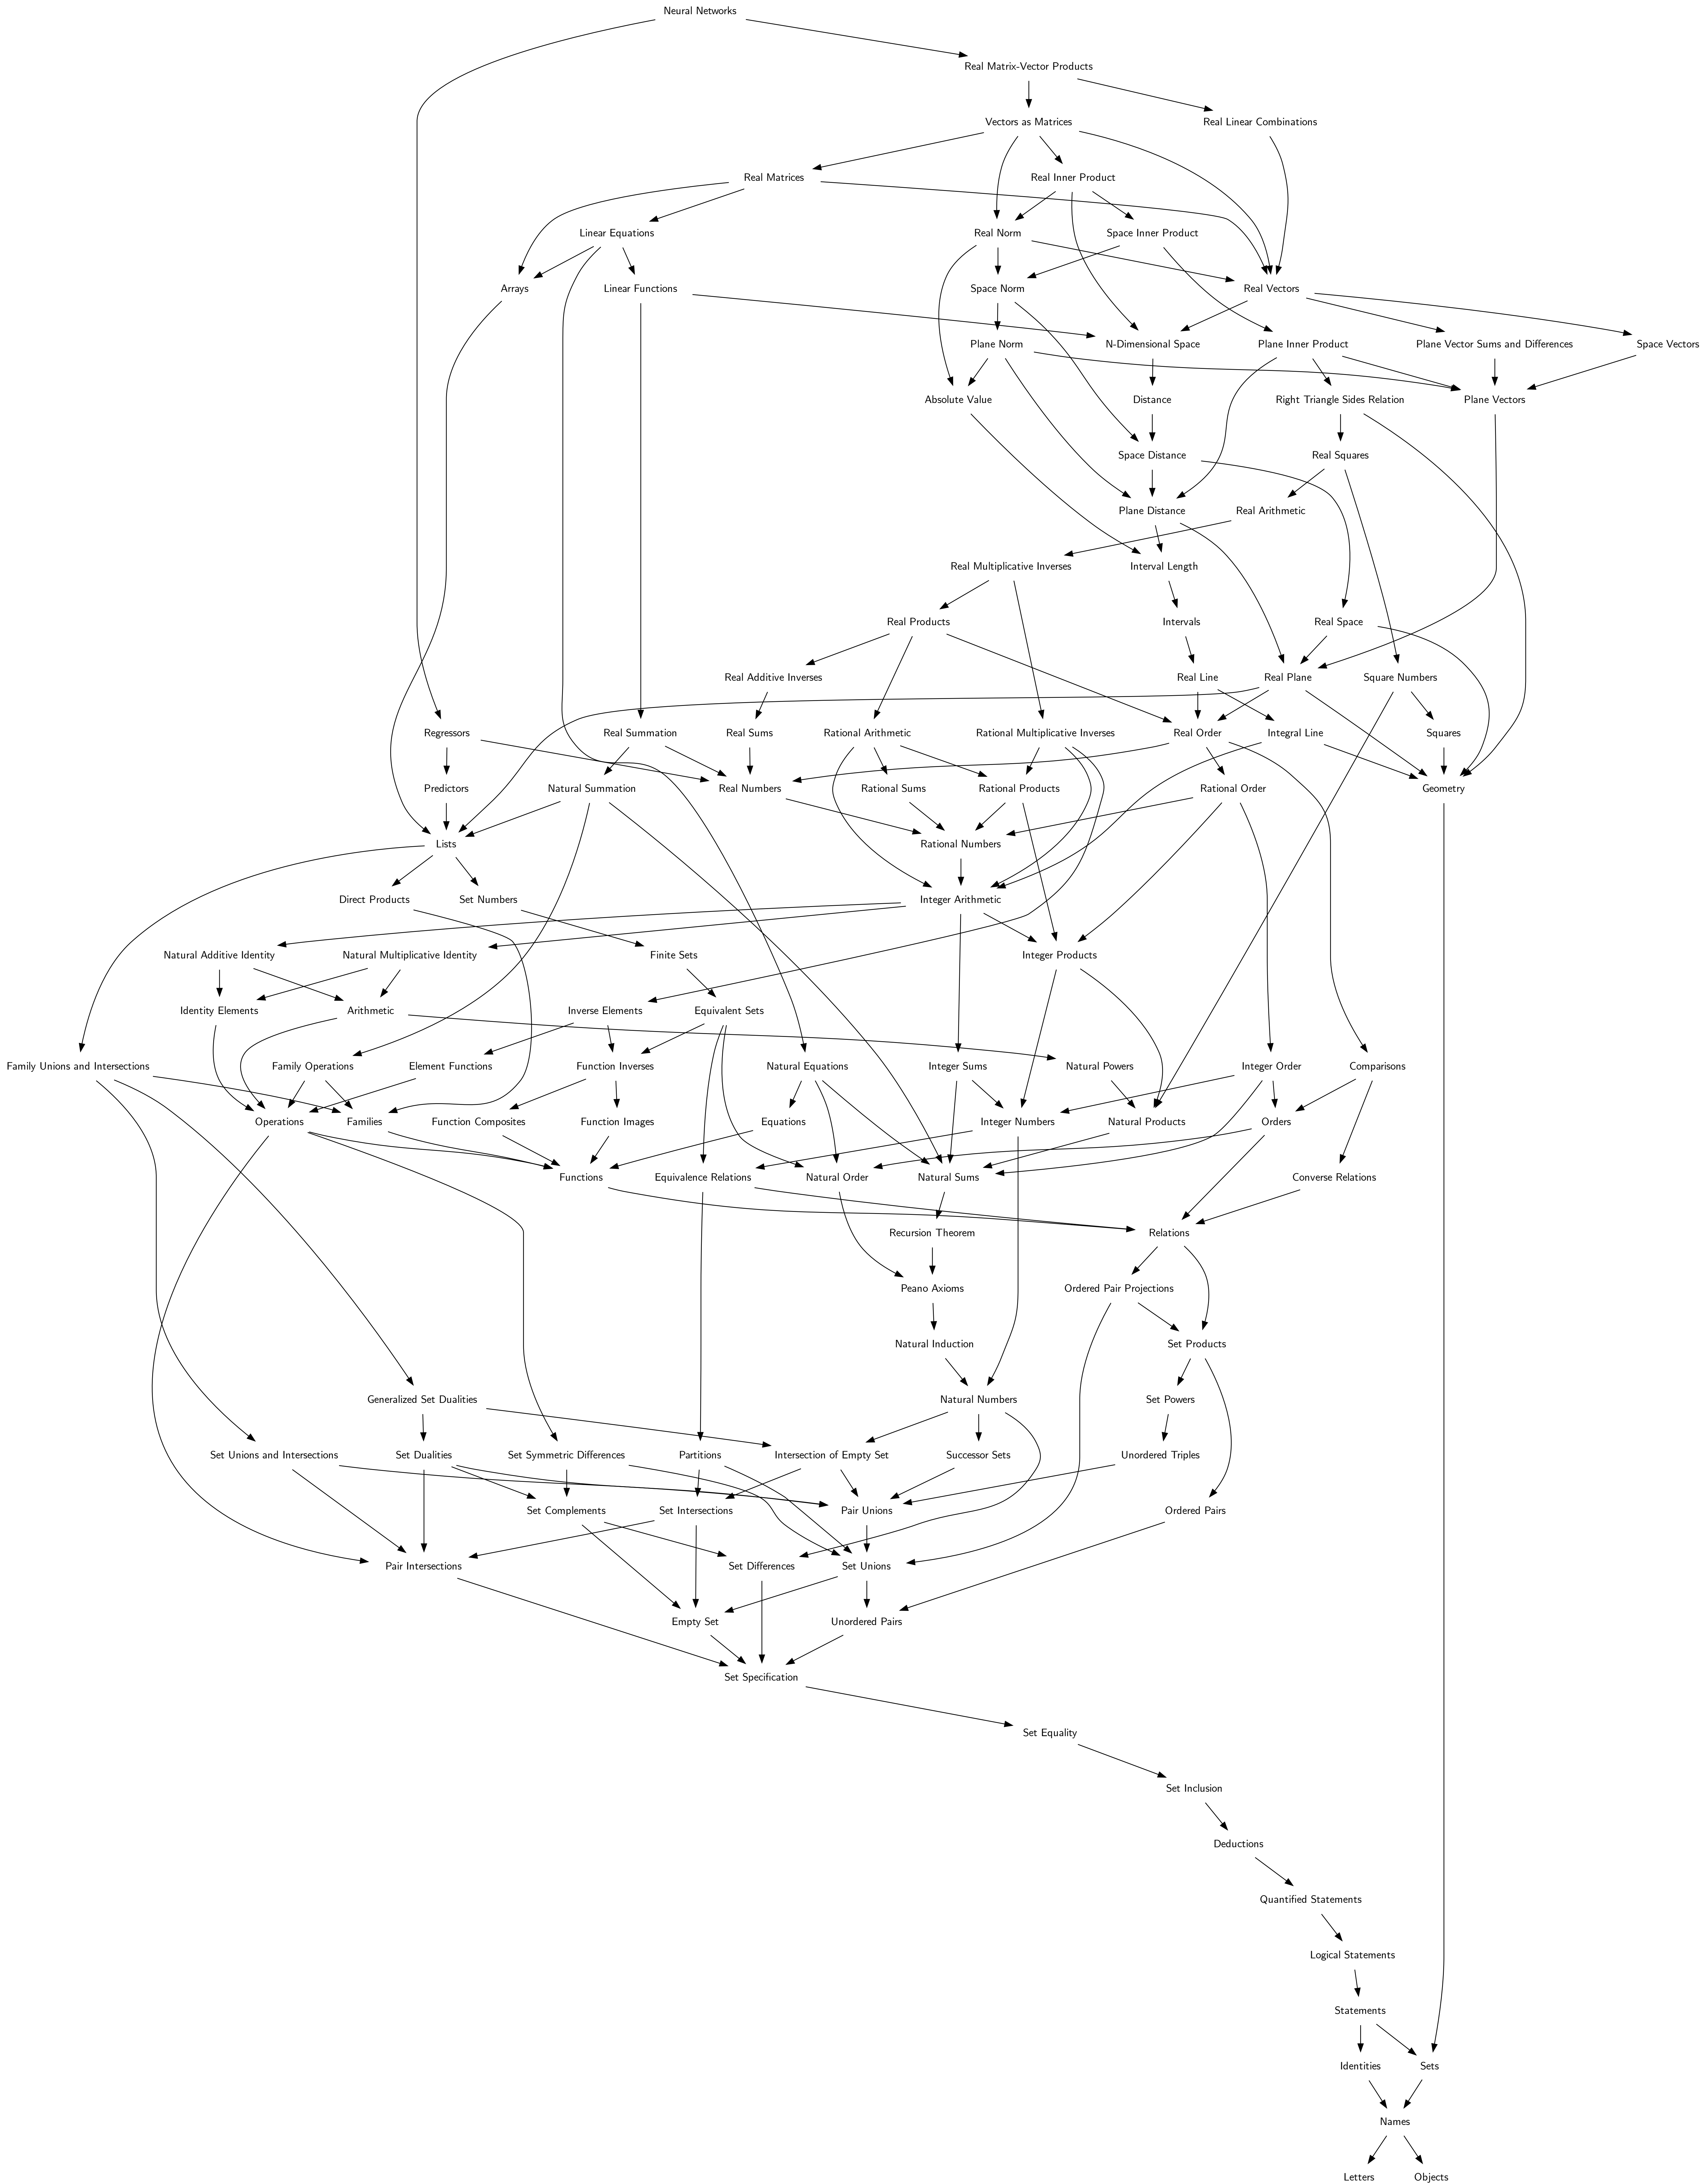 Neural Networks
Real Matrix-Vector Products
Vectors as Matrices
Real Linear Combinations
Real Matrices
Real Inner Product
Linear Equations
Real Norm
Space Inner Product
Arrays
Linear Functions
Space Norm
Real Vectors
Plane Norm
N-Dimensional Space
Plane Inner Product
Plane Vector Sums and Differences
Space Vectors
Absolute Value
Distance
Right Triangle Sides Relation
Plane Vectors
Space Distance
Real Squares
Plane Distance
Real Arithmetic
Real Multiplicative Inverses
Interval Length
Real Products
Intervals
Real Space
Real Additive Inverses
Real Line
Real Plane
Square Numbers
Regressors
Real Summation
Real Sums
Rational Arithmetic
Rational Multiplicative Inverses
Real Order
Integral Line
Squares
Predictors
Natural Summation
Real Numbers
Rational Sums
Rational Products
Rational Order
Geometry
Lists
Rational Numbers
Direct Products
Set Numbers
Integer Arithmetic
Natural Additive Identity
Natural Multiplicative Identity
Finite Sets
Integer Products
Identity Elements
Arithmetic
Inverse Elements
Equivalent Sets
Family Unions and Intersections
Family Operations
Element Functions
Function Inverses
Natural Equations
Integer Sums
Natural Powers
Integer Order
Comparisons
Operations
Families
Function Composites
Function Images
Equations
Integer Numbers
Natural Products
Orders
Functions
Equivalence Relations
Natural Order
Natural Sums
Converse Relations
Recursion Theorem
Relations
Peano Axioms
Ordered Pair Projections
Natural Induction
Set Products
Generalized Set Dualities
Natural Numbers
Set Powers
Set Unions and Intersections
Set Dualities
Set Symmetric Differences
Partitions
Intersection of Empty Set
Successor Sets
Unordered Triples
Set Complements
Set Intersections
Pair Unions
Ordered Pairs
Pair Intersections
Set Differences
Set Unions
Empty Set
Unordered Pairs
Set Specification
Set Equality
Set Inclusion
Deductions
Quantified Statements
Logical Statements
Statements
Identities
Sets
Names
Letters
Objects